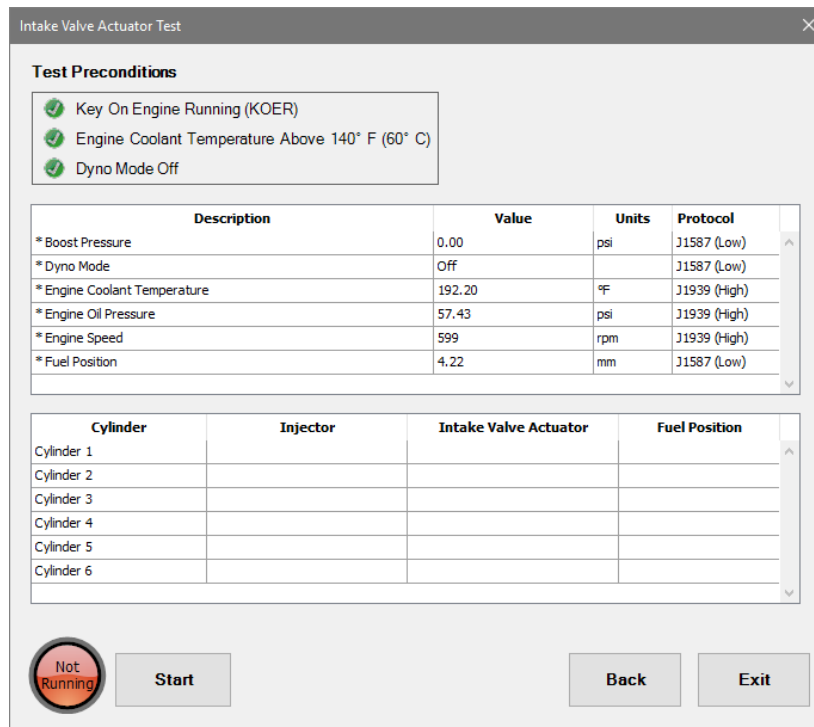 Intake Valve Actuator Test
Test Preconditions
Key On Engine Running (KOER)
Engine Coolant Temperature Above 140° F (60° C)
Dyno Mode Off
Description Value Units Protocol
* Boost Pressure 0.00 psi J1587 (Low)
* Dyno Mode Off J1587 (Low)
* Engine Coolant Temperature 192.20 °F J1939 (High)
* Engine Oil Pressure 57.43 psi J1939 (High)
* Engine Speed 599 rpm J1939 (High)
* Fuel Position 4.22 mm J1587 (Low)
Cylinder Injector Intake Valve Actuator Fuel Position
Cylinder 1
Cylinder 2
Cylinder 3
Cylinder 4
Cylinder 5
Cylinder 6
Not
Running
Start Back Exit